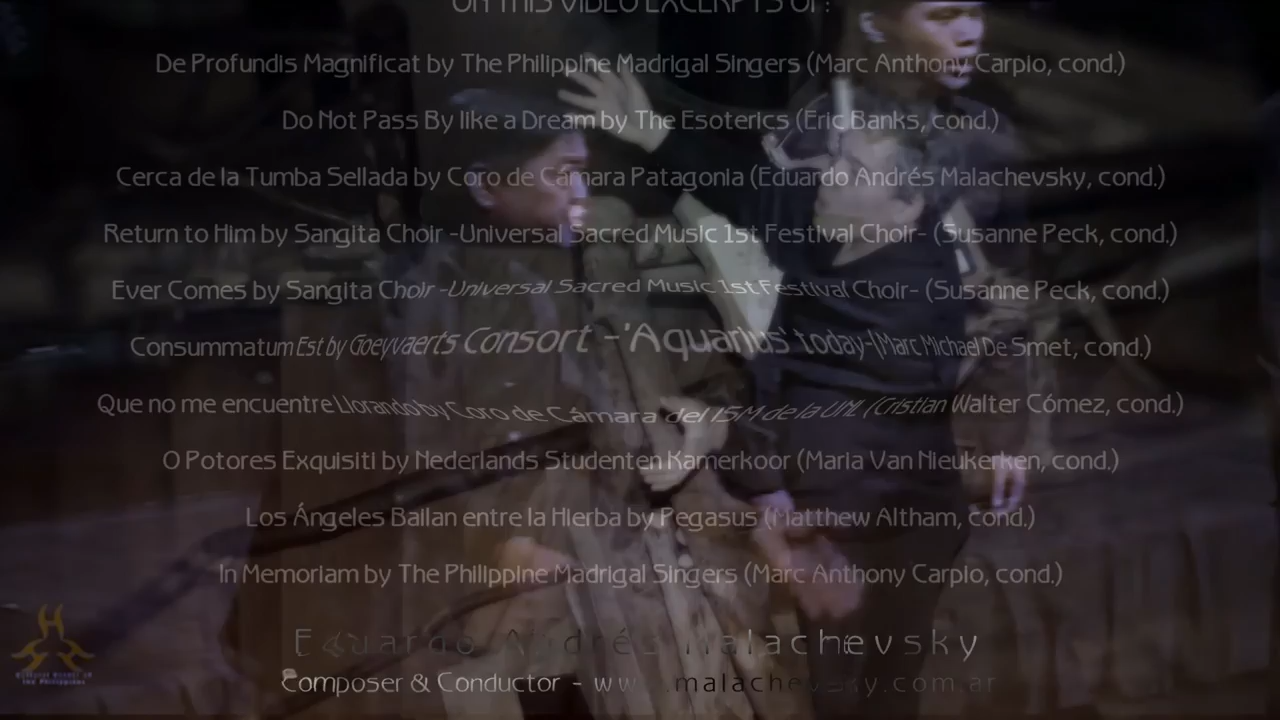 ON THIS VIDEO EXCERPTS OF:
De Profundis Magnificat by The Philippine Madrigal Singers (Marc Anthony Carpio, cond.)
Do Not Pass By like a Dream by The Esoterics (Eric Banks, cond.)
Cerca de la Tumba Sellada by Coro de Cámara Patagonia (Eduardo Andrés Malachevsky, cond.)
Return to Him by Sangita Choir -Universal Sacred Music 1st Festival Choir- (Susanne Peck, cond.)
Ever Comes by Sangita Choir -Universal Sacred Music 1st Festival Choir- (Susanne Peck, cond.)
Consummatum Est by Goeyvaerts Consort - 'Aquarius' today-(Marc Michael De Smet, cond.)
Que no me encuentre Llorando by Coro de Cámara del ISM de la UNL (Cristian Walter Cómez, cond.)
O Potores Exquisiti by Nederlands Studenten Kamerkoor (Maria Van Nieukerken, cond.)
Los Ángeles Bailan entre la Hierba by Pegasus (Matthew Altham, cond.)
In Memoriam by The Philippine Madrigal Singers (Marc Anthony Carpio, cond.)
Eduardo Andrés Malachevsky
Composer & Conductor - www.malachevsky.com.ar